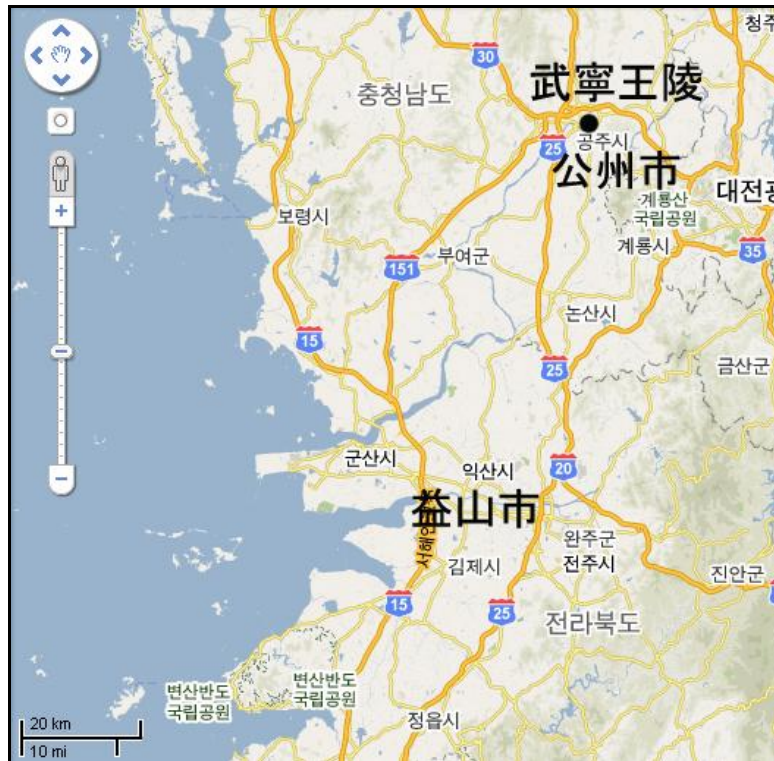 청주
30
충청남도
武寧王陵
25
공주시
公州市
계룡산
국립공원
대전광
보령시
부여군
계룡시
35
151
논산시
15
25
금산군
군산시
익산시
20
益山市
완주군
전주시
김제시
진안군
15
25
전라북도
변산반도
국립공원
변산반도
국립공원
정읍시
20 km
10 mi